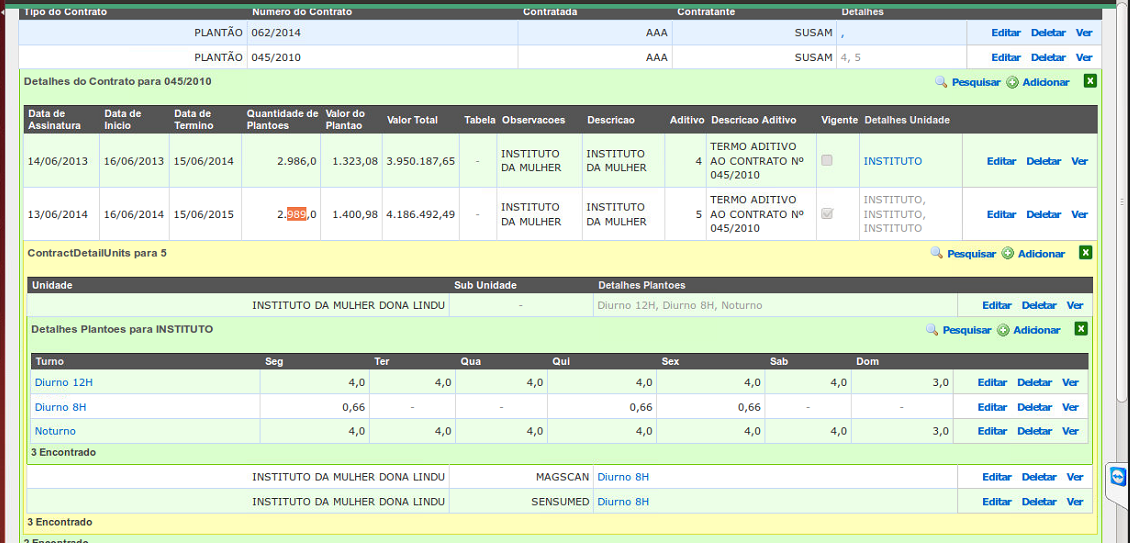 Tipo do Contrato Número do Contrato Contratada Contratante Detalhes
PLANTÃO 062/2014 AAA SUSAM , Editar Deletar Ver
PLANTÃO 045/2010 AAA SUSAM 4, 5 Editar Deletar Ver
Detalhes do Contrato para 045/2010 Pesquisar Adicionar X
Data de Assinatura Data de Inicio Data de Termino Quantidade de Plantoes Valor do Plantao Valor Total Tabela Observacoes Descricao Aditivo Descricao Aditivo Vigente Detalhes Unidade
14/06/2013 16/06/2013 15/06/2014 2.986,0 1.323,08 3.950.187,65 - INSTITUTO DA MULHER INSTITUTO DA MULHER 4 TERMO ADITIVO AO CONTRATO Nº 045/2010 INSTITUTO Editar Deletar Ver
13/06/2014 16/06/2014 15/06/2015 2.989,0 1.400,98 4.186.492,49 - INSTITUTO DA MULHER INSTITUTO DA MULHER 5 TERMO ADITIVO AO CONTRATO Nº 045/2010 INSTITUTO, INSTITUTO, INSTITUTO Editar Deletar Ver
ContractDetailUnits para 5 Pesquisar Adicionar X
Unidade Sub Unidade Detalhes Plantoes
INSTITUTO DA MULHER DONA LINDU - Diurno 12H, Diurno 8H, Noturno Editar Deletar Ver
Detalhes Plantoes para INSTITUTO Pesquisar Adicionar X
Turno Seg Ter Qua Qui Sex Sab Dom
Diurno 12H 4,0 4,0 4,0 4,0 4,0 4,0 3,0 Editar Deletar Ver
Diurno 8H 0,66 - - 0,66 0,66 - - Editar Deletar Ver
Noturno 4,0 4,0 4,0 4,0 4,0 4,0 3,0 Editar Deletar Ver
3 Encontrado
INSTITUTO DA MULHER DONA LINDU MAGSCAN Diurno 8H Editar Deletar Ver
INSTITUTO DA MULHER DONA LINDU SENSUMED Diurno 8H Editar Deletar Ver
3 Encontrado
2 Encontrado